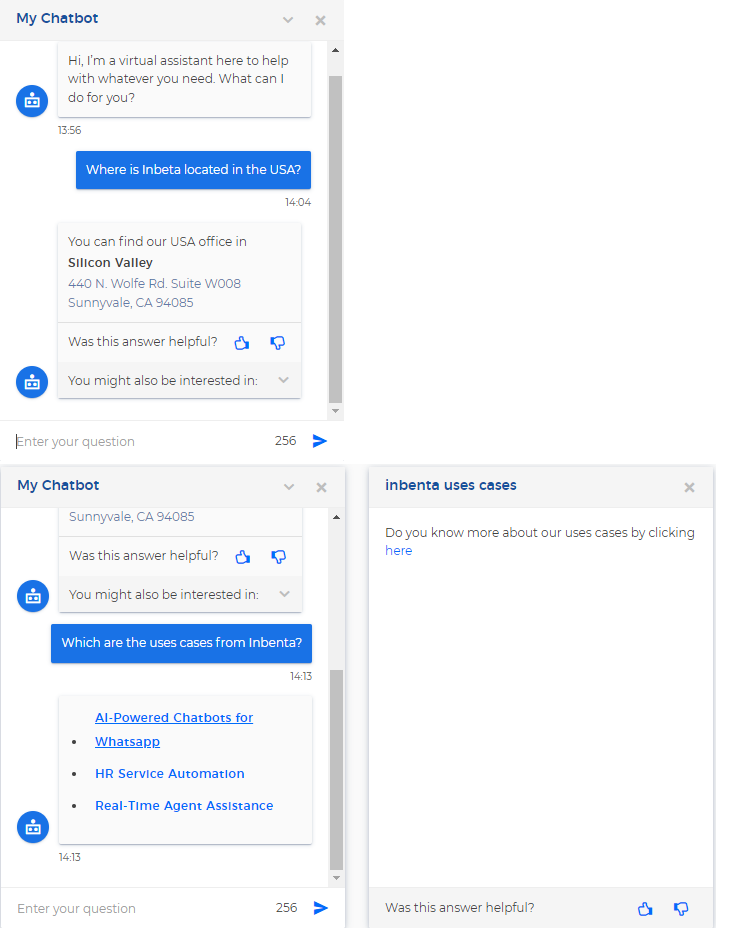 My Chatbot
Hi, I'm a virtual assistant here to help
with whatever you need. What can I
do for you?
13:56
Where is Inbeta located in the USA?
14:04
You can find our USA office in
Silicon Valley
440 N. Wolfe Rd. Suite W008
Sunnyvale, CA 94085
Was this answer helpful?
You might also be interested in:
Enter your question
256
My Chatbot
Sunnyvale, CA 94085
Was this answer helpful?
You might also be interested in:
Which are the uses cases from Inbenta?
14:13
AI-Powered Chatbots for
Whatsapp
HR Service Automation
Real-Time Agent Assistance
14:13
Enter your question
256
inbenta uses cases
Do you know more about our uses cases by clicking
here
Was this answer helpful?